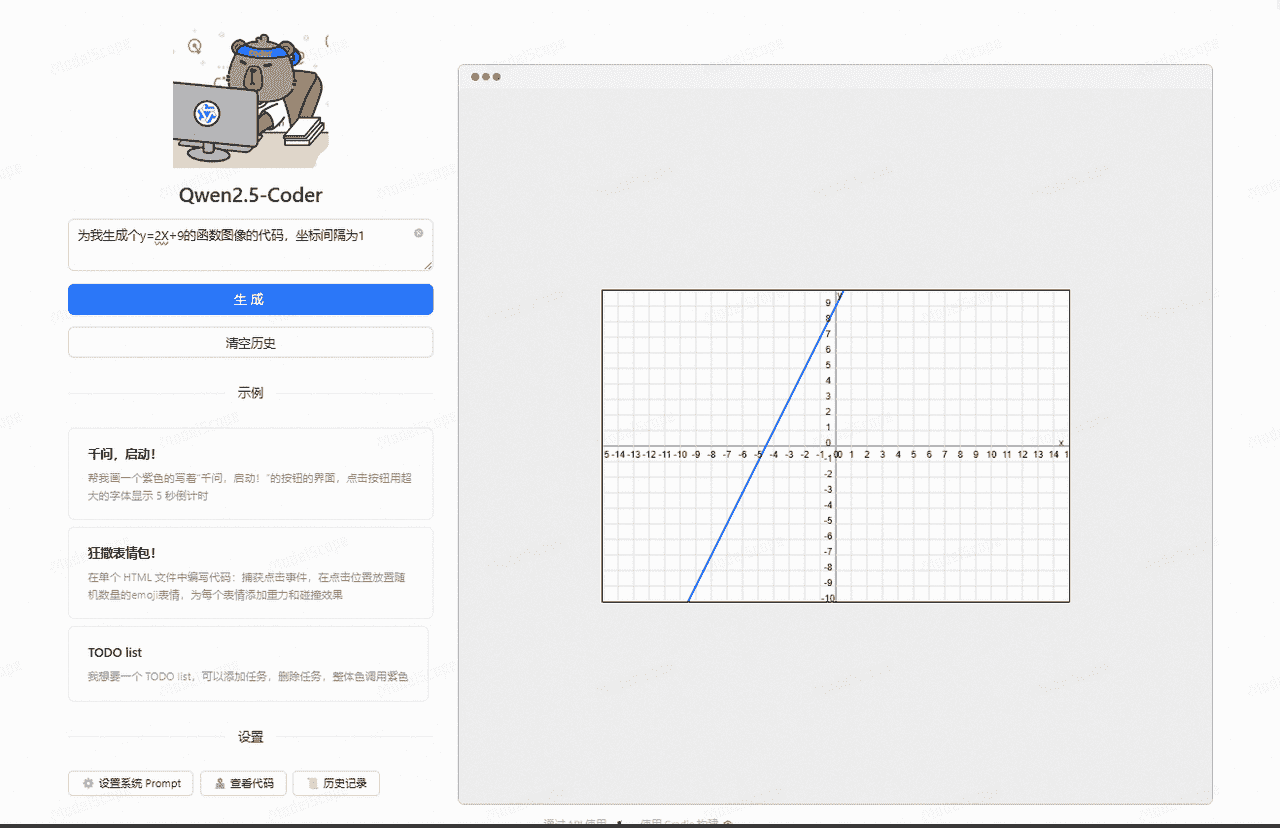 Qwen2.5-Coder
为我生成个y=2X+9的函数图像的代码，坐标间隔为1
生 成
清空历史
示例
千问，启动！
帮我画一个紫色的写着“千问，启动！”的按钮的界面，点击按钮用超
大的字体显示 5 秒倒计时
狂撒表情包！
在单个 HTML 文件中编写代码：捕获点击事件，在点击位置放置随
机数量的emoji表情，为每个表情添加重力和碰撞效果
TODO list
我想要一个 TODO list，可以添加任务，删除任务，整体色调用紫色
设置
设置系统 Prompt
查看代码
历史记录
y
9
8
7
6
5
4
3
2
1
0
x
5 -14 -13 -12 -11 -10 -9 -8 -7 -6 -5 -4 -3 -2 -1 0 0 1 2 3 4 5 6 7 8 9 10 11 12 13 14 1
-1
-2
-3
-4
-5
-6
-7
-8
-9
-10
ModelScope